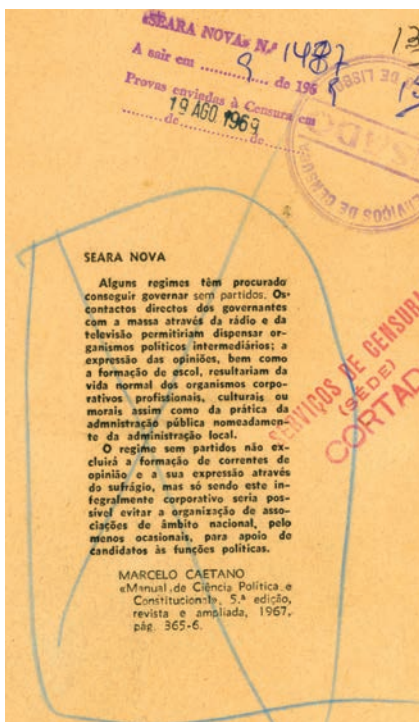 «SEARA NOVA» N.º 1487
A sair em ........ 9 ........ de 196 9
Provas enviadas à Censura em
19 AGO 1969
........ de ................ de ........
SERVIÇOS DE CENSURA
SEARA NOVA
Alguns regimes têm procurado
conseguir governar sem partidos. Os
contactos directos dos governantes
com a massa através da rádio e da
televisão permitiriam dispensar or-
ganismos políticos intermediários; a
expressão das opiniões, bem como
a formação de escol, resultariam da
vida normal dos organismos corpo-
rativos profissionais, culturais ou
morais assim como da prática da
admnistração pública nomeadamen-
te da administração local.
O regime sem partidos não ex-
cluirá a formação de correntes de
opinião e a sua expressão através
do sufrágio, mas só sendo este in-
tegralmente corporativo seria pos-
sível evitar a organização de asso-
ciações de âmbito nacional, pelo
menos ocasionais, para apoio de
candidatos às funções políticas.
MARCELO CAETANO
«Manual de Ciência Política e
Constitucional», 5.ª edição,
revista e ampliada, 1967,
pág. 365-6.
SERVIÇOS DE CENSURA
(SEDE)
CORTAD